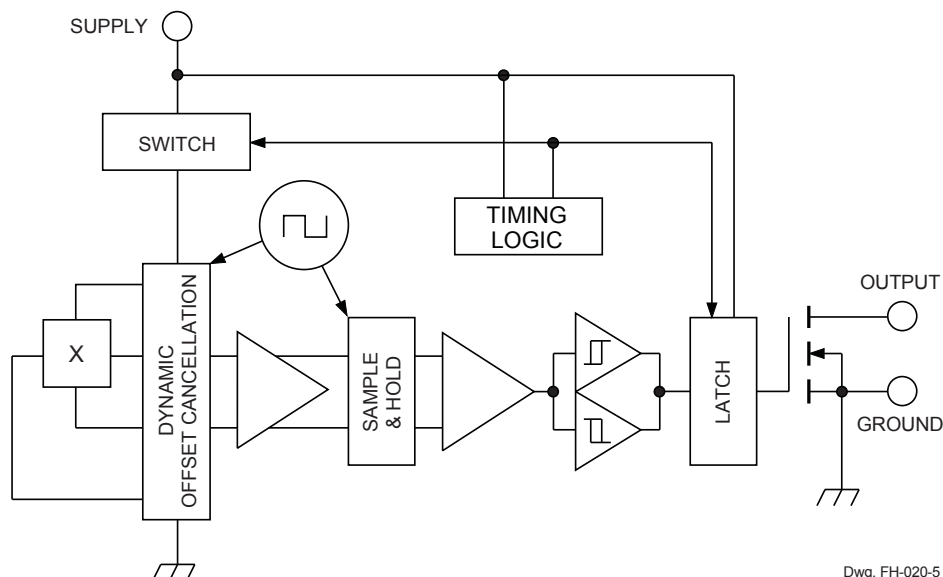 SUPPLY
SWITCH
TIMING
LOGIC
X
DYNAMIC
OFFSET CANCELLATION
SAMPLE
& HOLD
LATCH
OUTPUT
GROUND
Dwg. FH-020-5